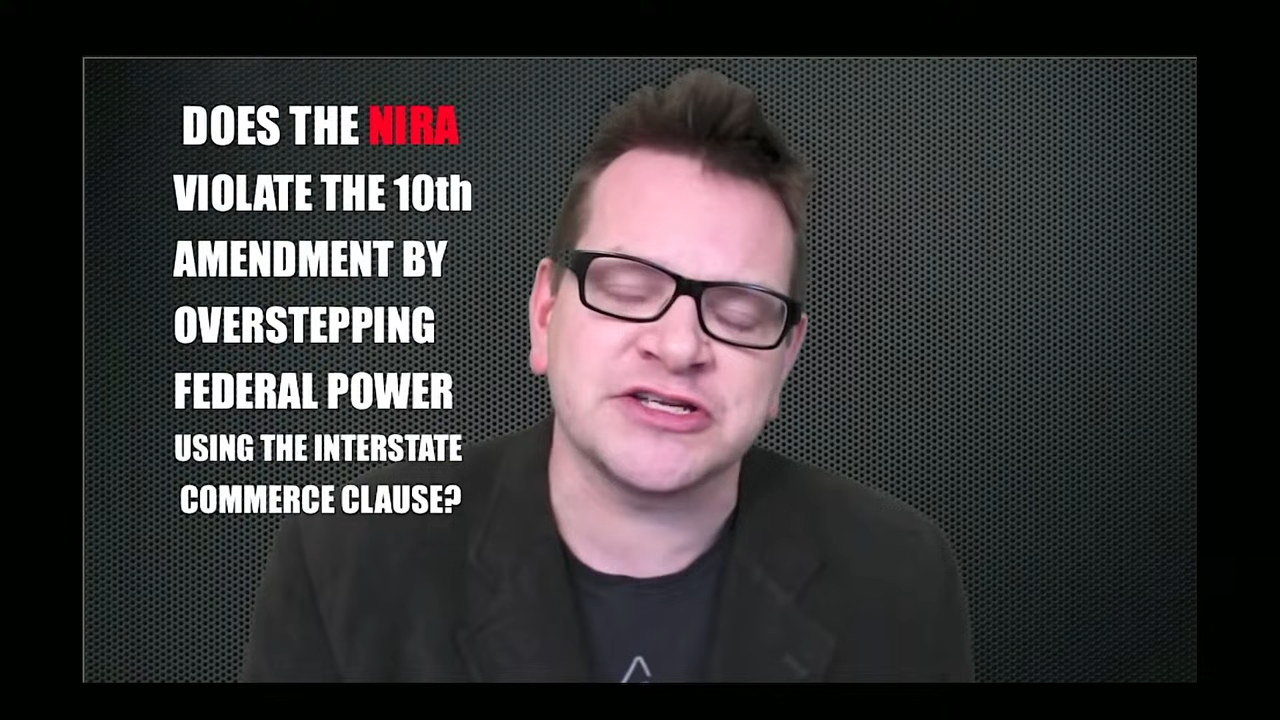 DOES THE NIRA
VIOLATE THE 10th
AMENDMENT BY
OVERSTEPPING
FEDERAL POWER
USING THE INTERSTATE
COMMERCE CLAUSE?